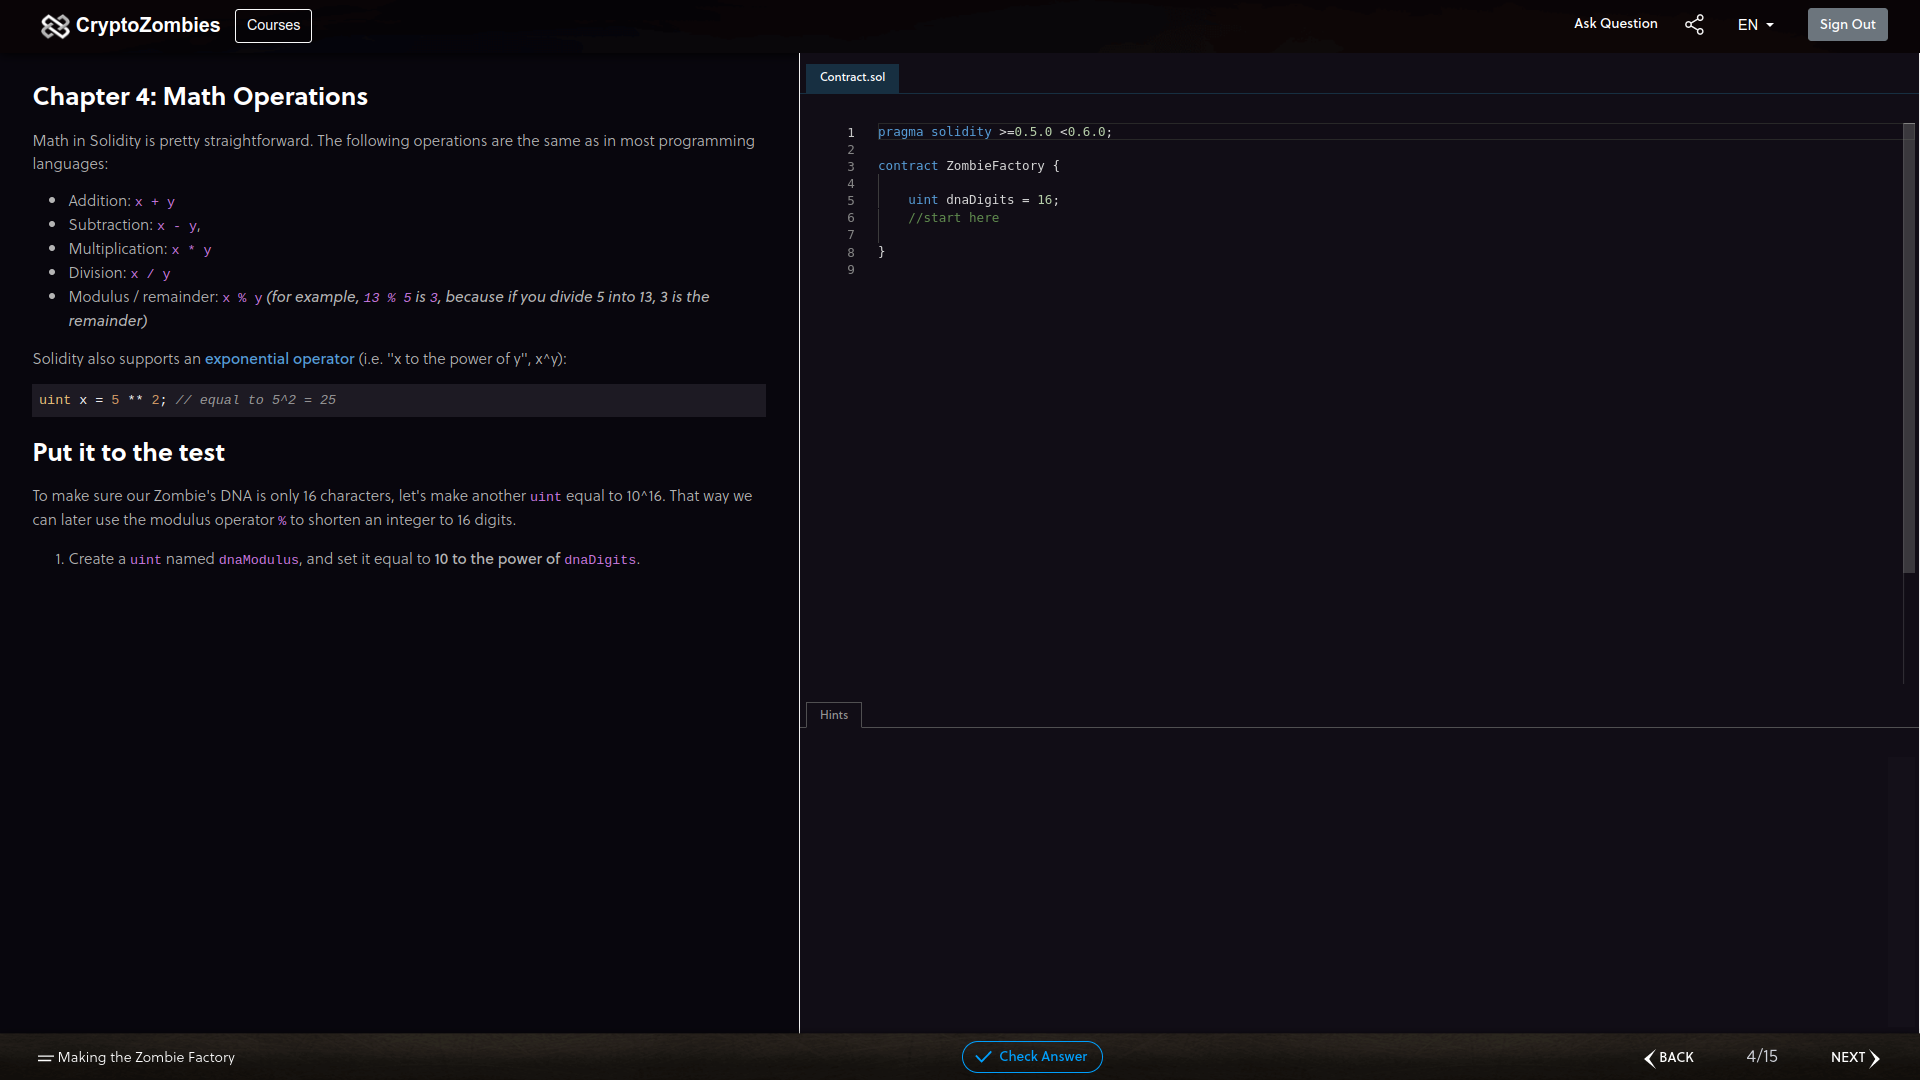 CryptoZombies
Courses
Ask Question
EN
Sign Out
Chapter 4: Math Operations
Math in Solidity is pretty straightforward. The following operations are the same as in most programming
languages:
Addition: x + y
Subtraction: x - y,
Multiplication: x * y
Division: x / y
Modulus / remainder: x % y (for example, 13 % 5 is 3, because if you divide 5 into 13, 3 is the
remainder)
Solidity also supports an exponential operator (i.e. "x to the power of y", x^y):
uint x = 5 ** 2; // equal to 5^2 = 25
Put it to the test
To make sure our Zombie's DNA is only 16 characters, let's make another uint equal to 10^16. That way we
can later use the modulus operator % to shorten an integer to 16 digits.
1. Create a uint named dnaModulus, and set it equal to 10 to the power of dnaDigits.
Contract.sol
1 pragma solidity >=0.5.0 <0.6.0;
2
3 contract ZombieFactory {
4
5     uint dnaDigits = 16;
6     //start here
7
8 }
9
Hints
Making the Zombie Factory
Check Answer
BACK
4/15
NEXT